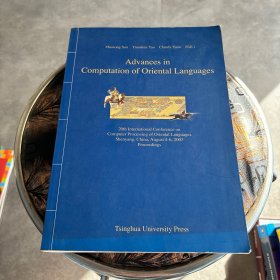 Maosong Sun    Tianshun Yao    Chunfa Yuan    (Eds.)
Advances in
Computation of Oriental Languages
20th International Conference on
Computer Processing of Oriental Languages
Shenyang, China, August 3-6, 2003
Proceedings
Tsinghua University Press